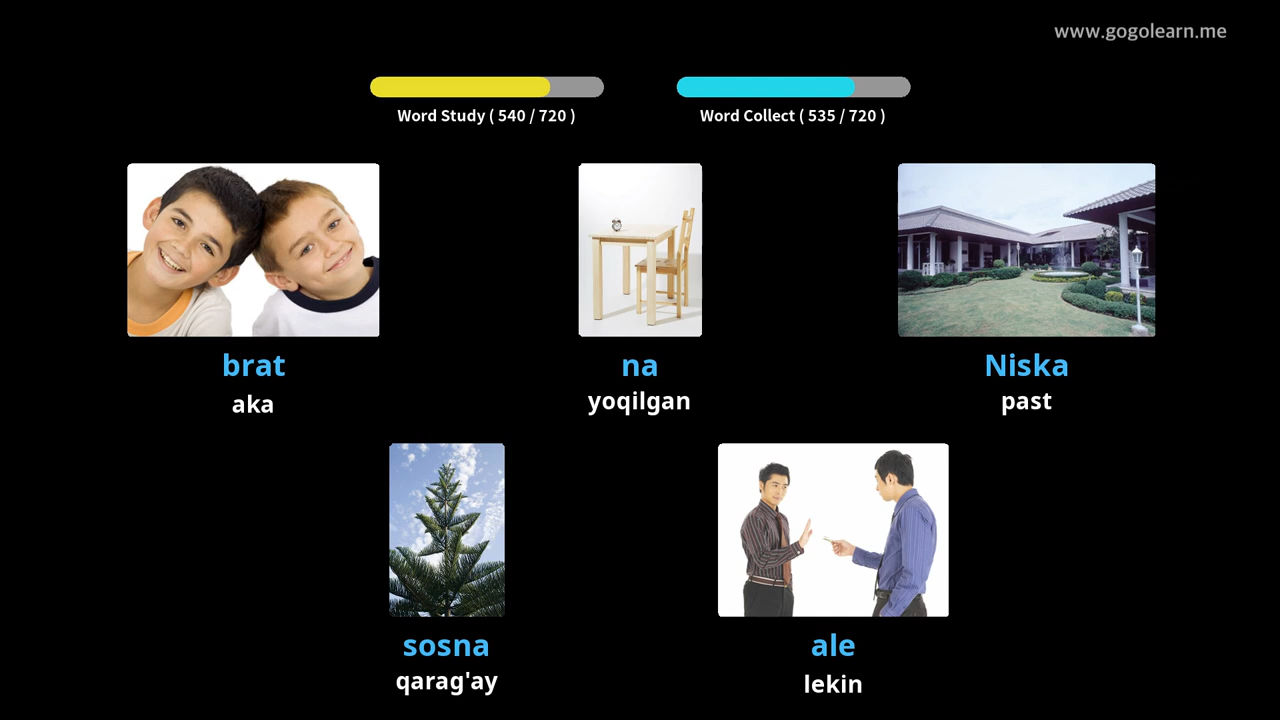 www.gogolearn.me
Word Study ( 540 / 720 )
Word Collect ( 535 / 720 )
brat
aka
na
yoqilgan
Niska
past
sosna
qarag'ay
ale
lekin